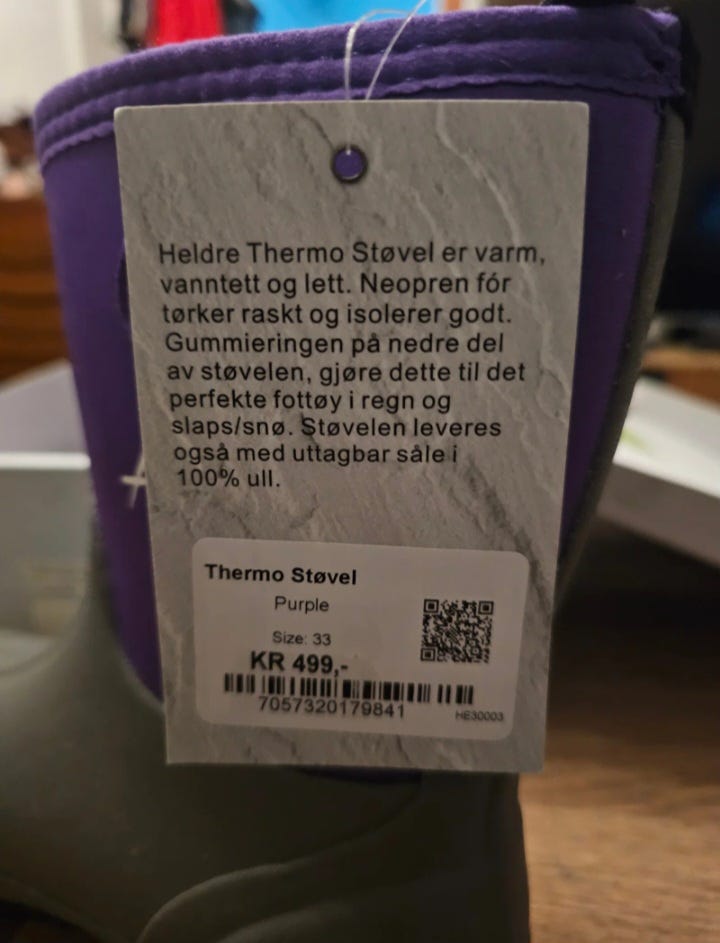 Heldre Thermo Støvel er varm,
vanntett og lett. Neopren fór
tørker raskt og isolerer godt.
Gummieringen på nedre del
av støvelen, gjøre dette til det
perfekte fottøy i regn og
slaps/snø. Støvelen leveres
også med uttagbar såle i
100% ull.
Thermo Støvel
Purple
Size: 33
KR 499,-
7057320179841
HE30003